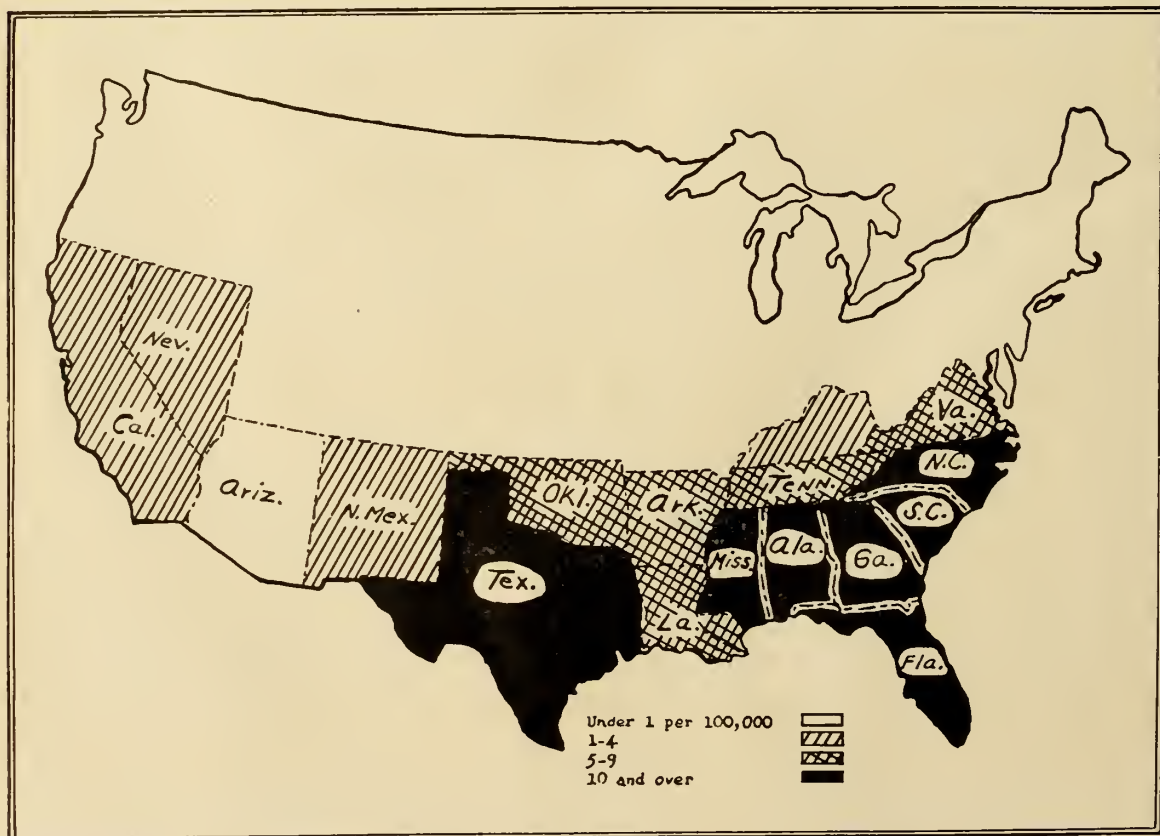 Nev.
Cal.
Ariz.
N.Mex.
Okl.
Tex.
Ark.
La.
Tenn.
Va.
N.C.
S.C.
Miss.
Ala.
Ga.
Fla.
Under 1 per 100,000
1-4
5-9
10 and over